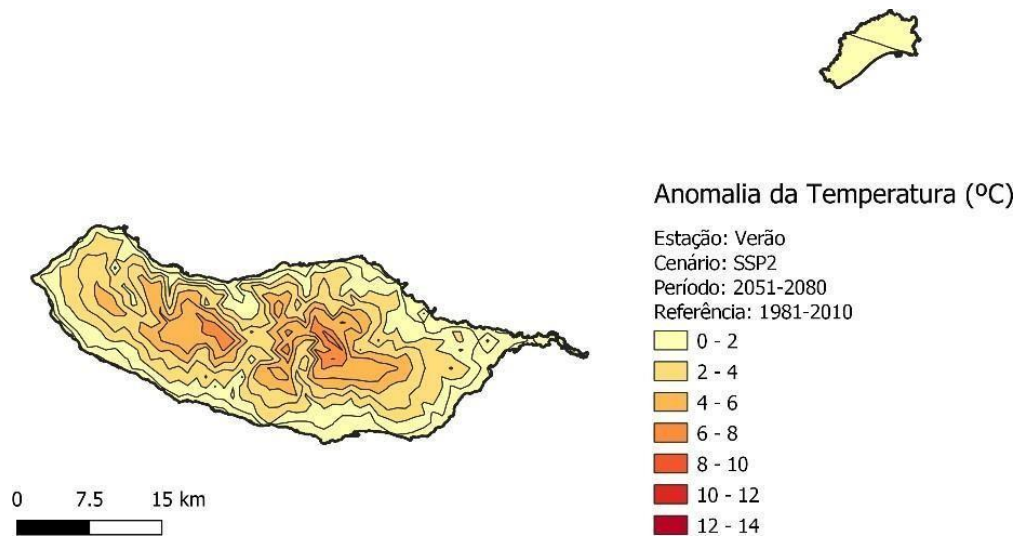 Anomalia da Temperatura (ºC)
Estação: Verão
Cenário: SSP2
Período: 2051-2080
Referência: 1981-2010
0 - 2
2 - 4
4 - 6
6 - 8
8 - 10
10 - 12
12 - 14
0 7.5 15 km